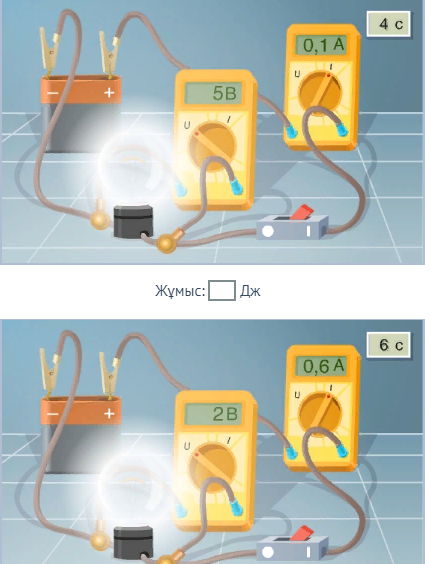 4 с
0,1 А
5В
U I
U I
− +
Жұмыс: Дж
6 с
0,6 А
2В
U I
U I
− +